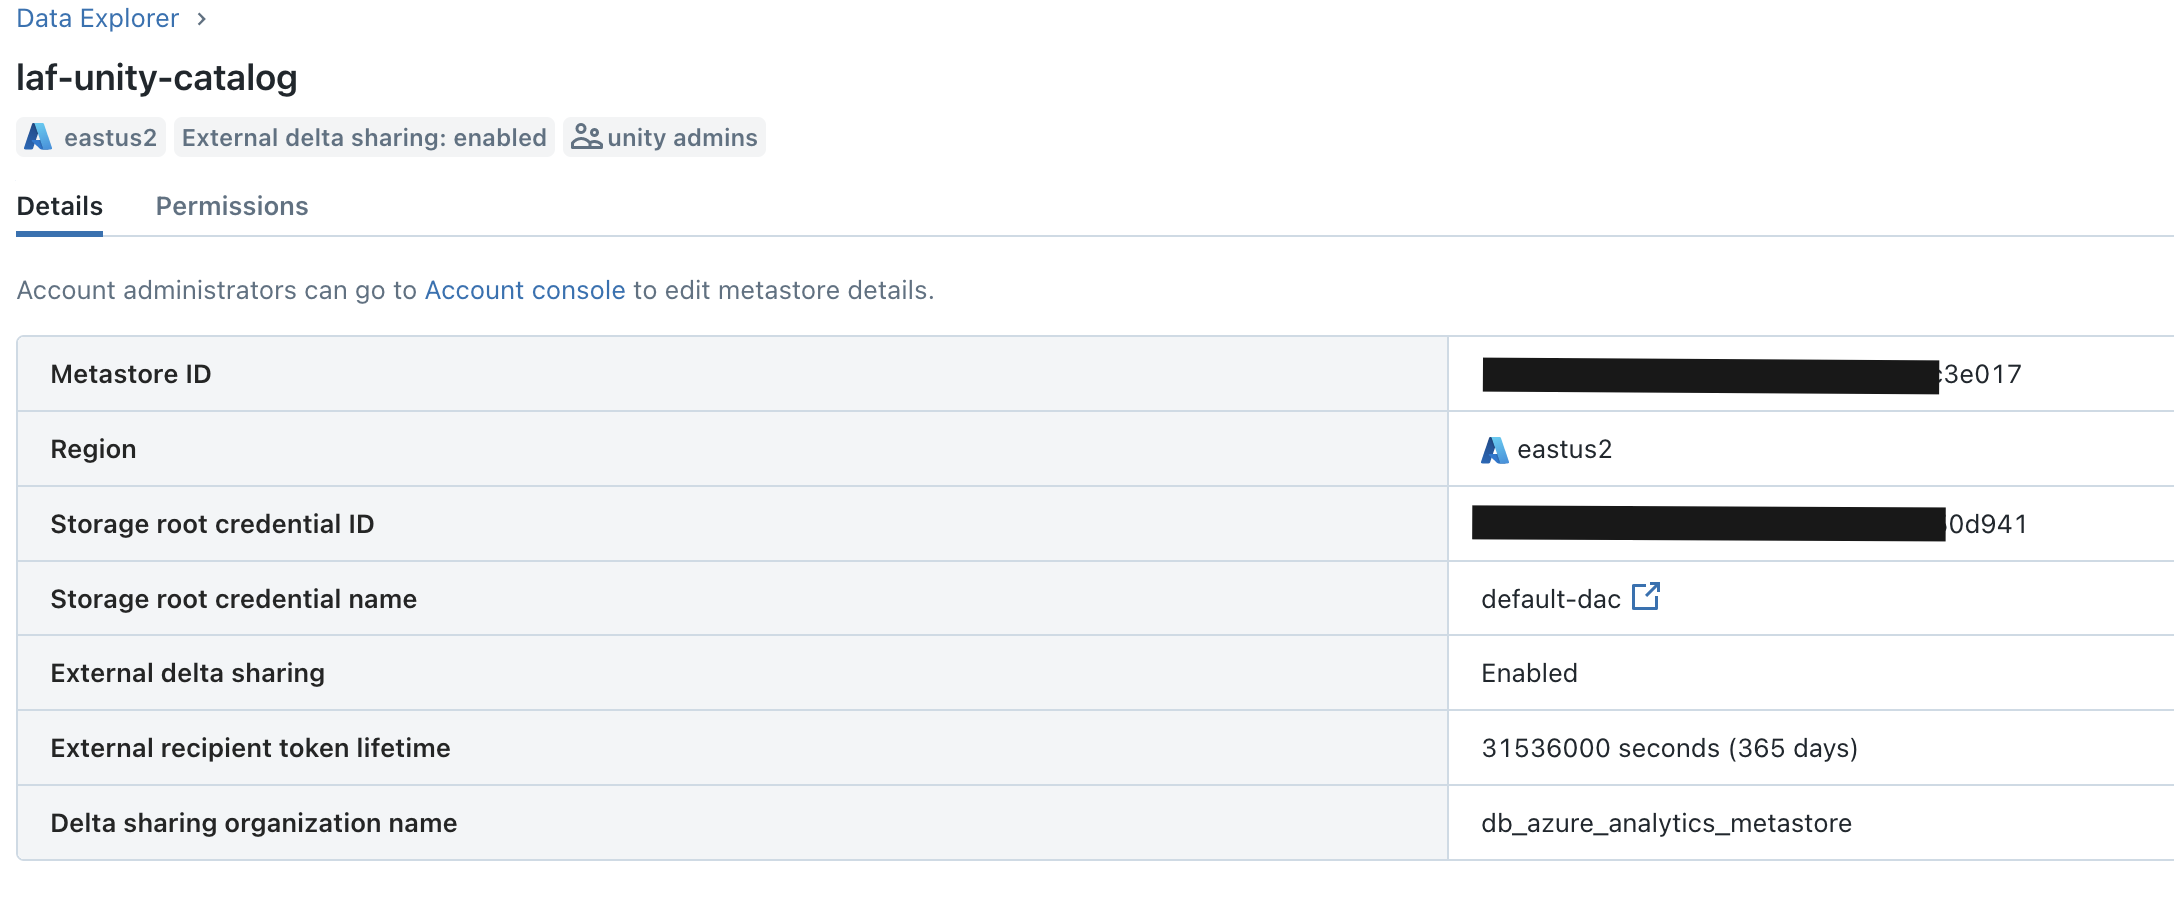 Data Explorer >
laf-unity-catalog
eastus2 External delta sharing: enabled unity admins
Details Permissions
Account administrators can go to Account console to edit metastore details.
Metastore ID 3e017
Region eastus2
Storage root credential ID 0d941
Storage root credential name default-dac
External delta sharing Enabled
External recipient token lifetime 31536000 seconds (365 days)
Delta sharing organization name db_azure_analytics_metastore